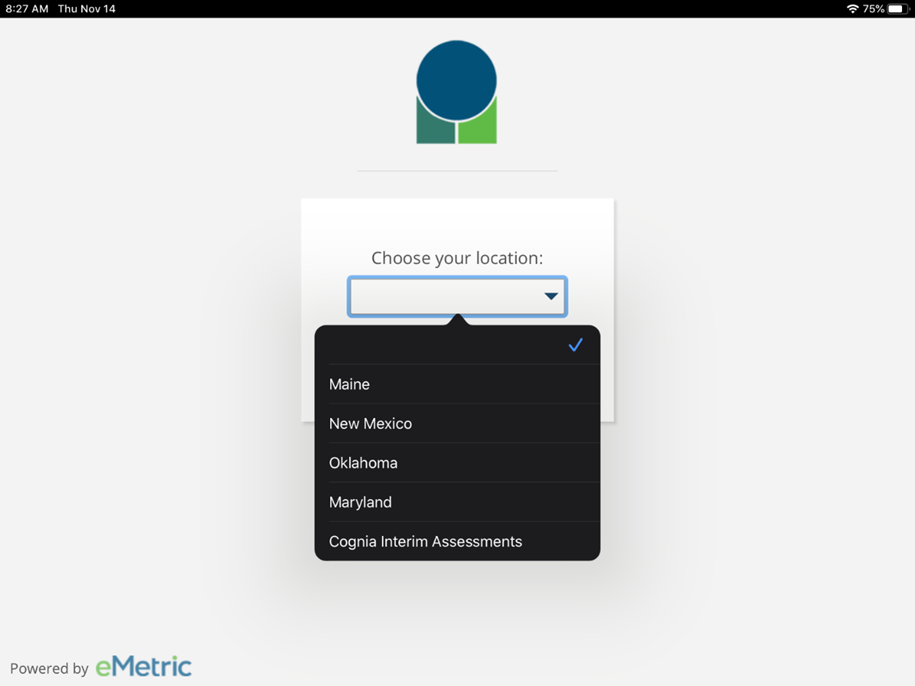 8:27 AM Thu Nov 14 75%
Choose your location:
Maine
New Mexico
Oklahoma
Maryland
Cognia Interim Assessments
Powered by eMetric